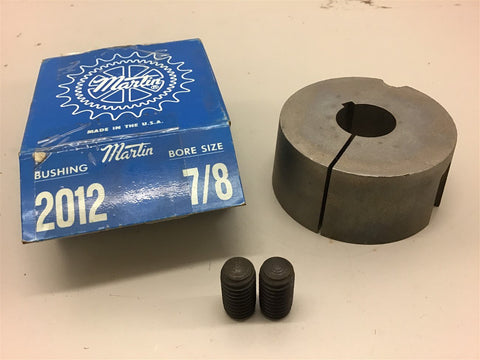 Martin
MADE IN THE U.S.A.
BUSHING Martin BORE SIZE
2012 7/8